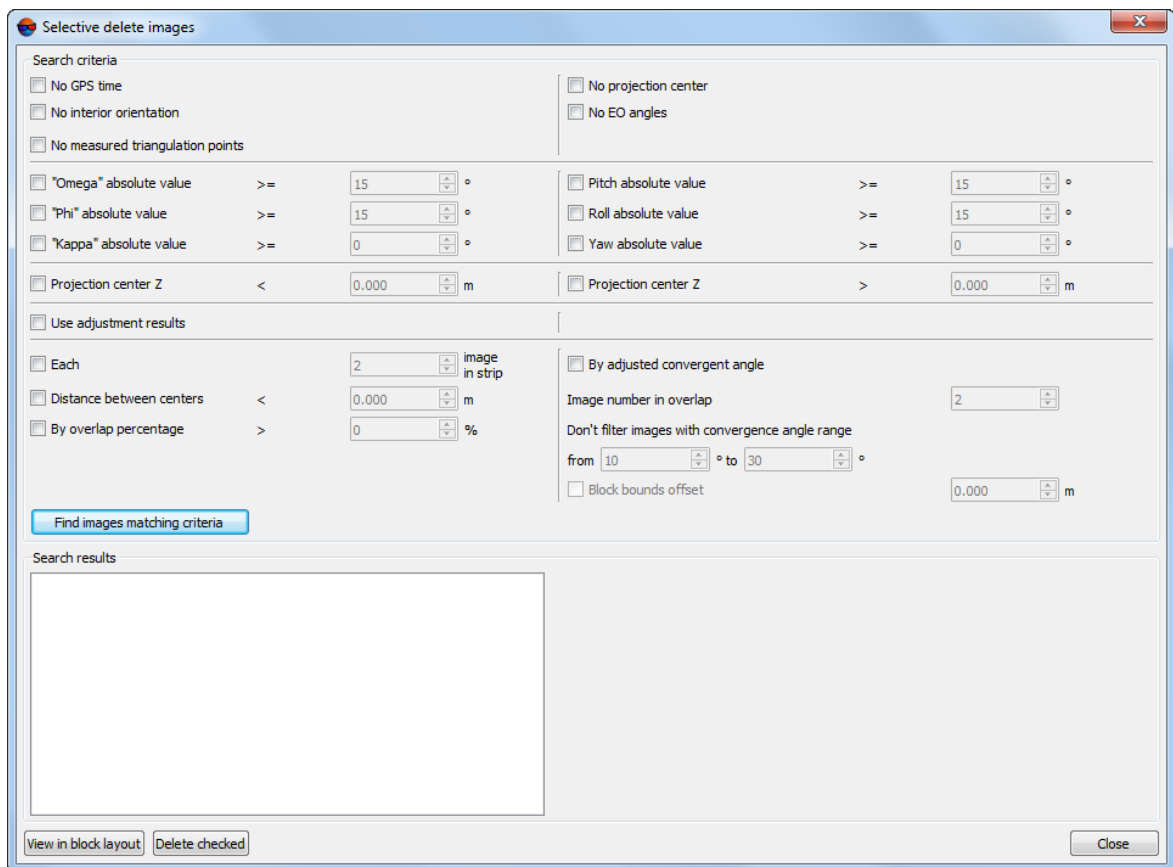 Selective delete images
Search criteria
No GPS time
No projection center
No interior orientation
No EO angles
No measured triangulation points
"Omega" absolute value >= 15 °
Pitch absolute value >= 15 °
"Phi" absolute value >= 15 °
Roll absolute value >= 15 °
"Kappa" absolute value >= 0 °
Yaw absolute value >= 0 °
Projection center Z < 0.000 m
Projection center Z > 0.000 m
Use adjustment results
Each 2 image in strip
By adjusted convergent angle
Distance between centers < 0.000 m
Image number in overlap 2
By overlap percentage > 0 %
Don't filter images with convergence angle range
from 10 ° to 30 °
Block bounds offset 0.000 m
Find images matching criteria
Search results
View in block layout Delete checked Close